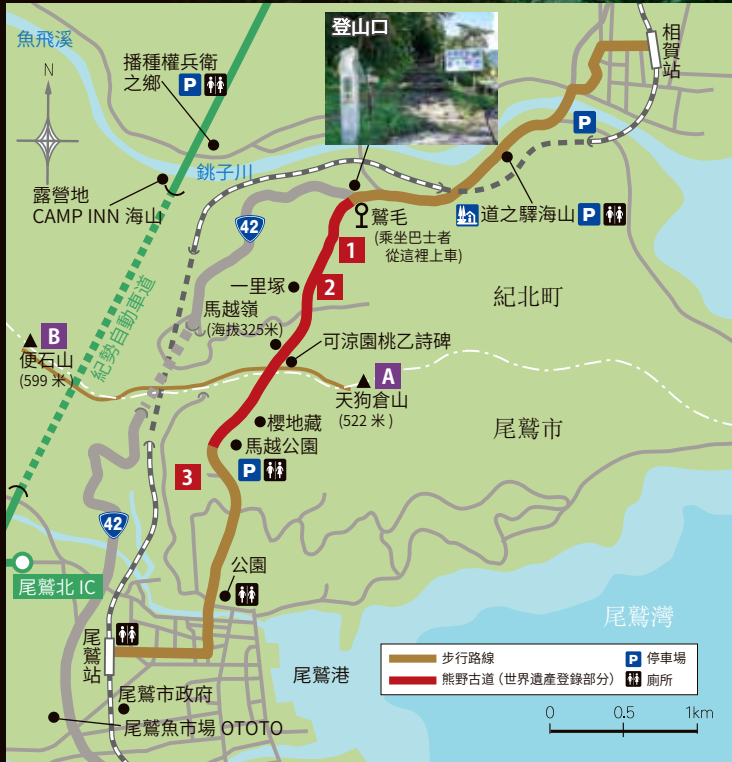 魚飛溪
N
播種權兵衛
之鄉
P
登山口
相賀
站
P
銚子川
露營地
CAMP INN 海山
42
鷲毛
(乘坐巴士者
從這裡上車)
道之驛海山 P
1
2
一里塚
馬越嶺
(海拔325米)
紀北町
可涼園桃乙詩碑
紀勢自動車道
B
便石山
(599 米)
A
天狗倉山
(522 米)
尾鷲市
櫻地藏
馬越公園
P
3
42
尾鷲北 IC
公園
尾鷲灣
尾鷲
站
尾鷲港
尾鷲市政府
尾鷲魚市場 OTOTO
步行路線
P 停車場
熊野古道 (世界遺產登錄部分)
廁所
0 0.5 1km